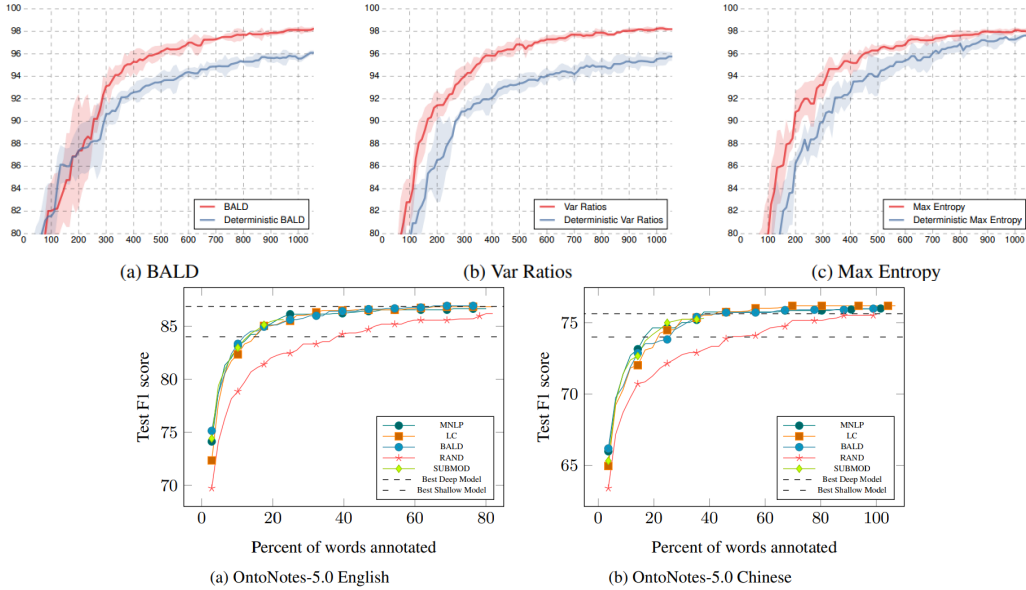 100
98
96
94
92
90
88
86
84
82
80
0 100 200 300 400 500 600 700 800 900 1000
BALD
Deterministic BALD
(a) BALD
100
98
96
94
92
90
88
86
84
82
80
0 100 200 300 400 500 600 700 800 900 1000
Var Ratios
Deterministic Var Ratios
(b) Var Ratios
100
98
96
94
92
90
88
86
84
82
80
0 100 200 300 400 500 600 700 800 900 1000
Max Entropy
Deterministic Max Entropy
(c) Max Entropy
Test F1 score
85
80
75
70
MNLP
LC
BALD
RAND
SUBMOD
Best Deep Model
Best Shallow Model
0 20 40 60 80
Percent of words annotated
(a) OntoNotes-5.0 English
Test F1 score
75
70
65
MNLP
LC
BALD
RAND
SUBMOD
Best Deep Model
Best Shallow Model
0 20 40 60 80 100
Percent of words annotated
(b) OntoNotes-5.0 Chinese